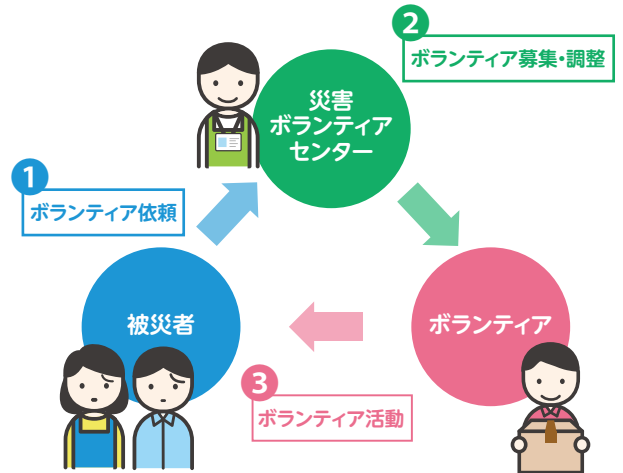 2
ボランティア募集・調整
災害
ボランティア
センター
1
ボランティア依頼
被災者
ボランティア
3
ボランティア活動